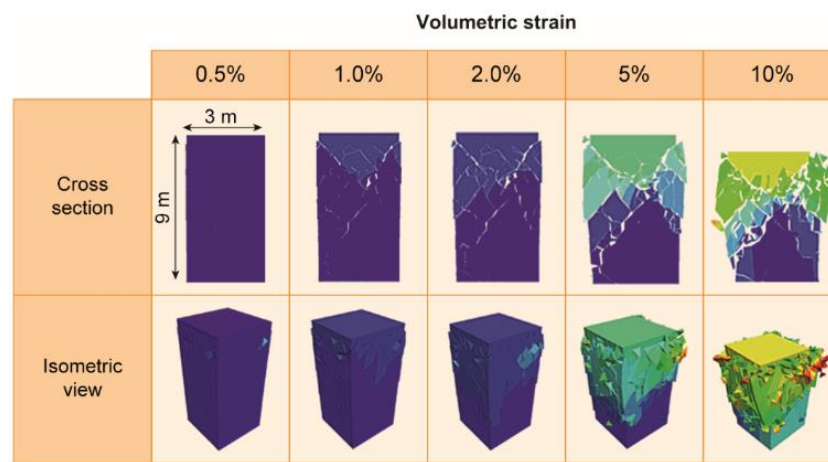 Volumetric strain
0.5%
1.0%
2.0%
5%
10%
Cross
section
3 m
9 m
Isometric
view